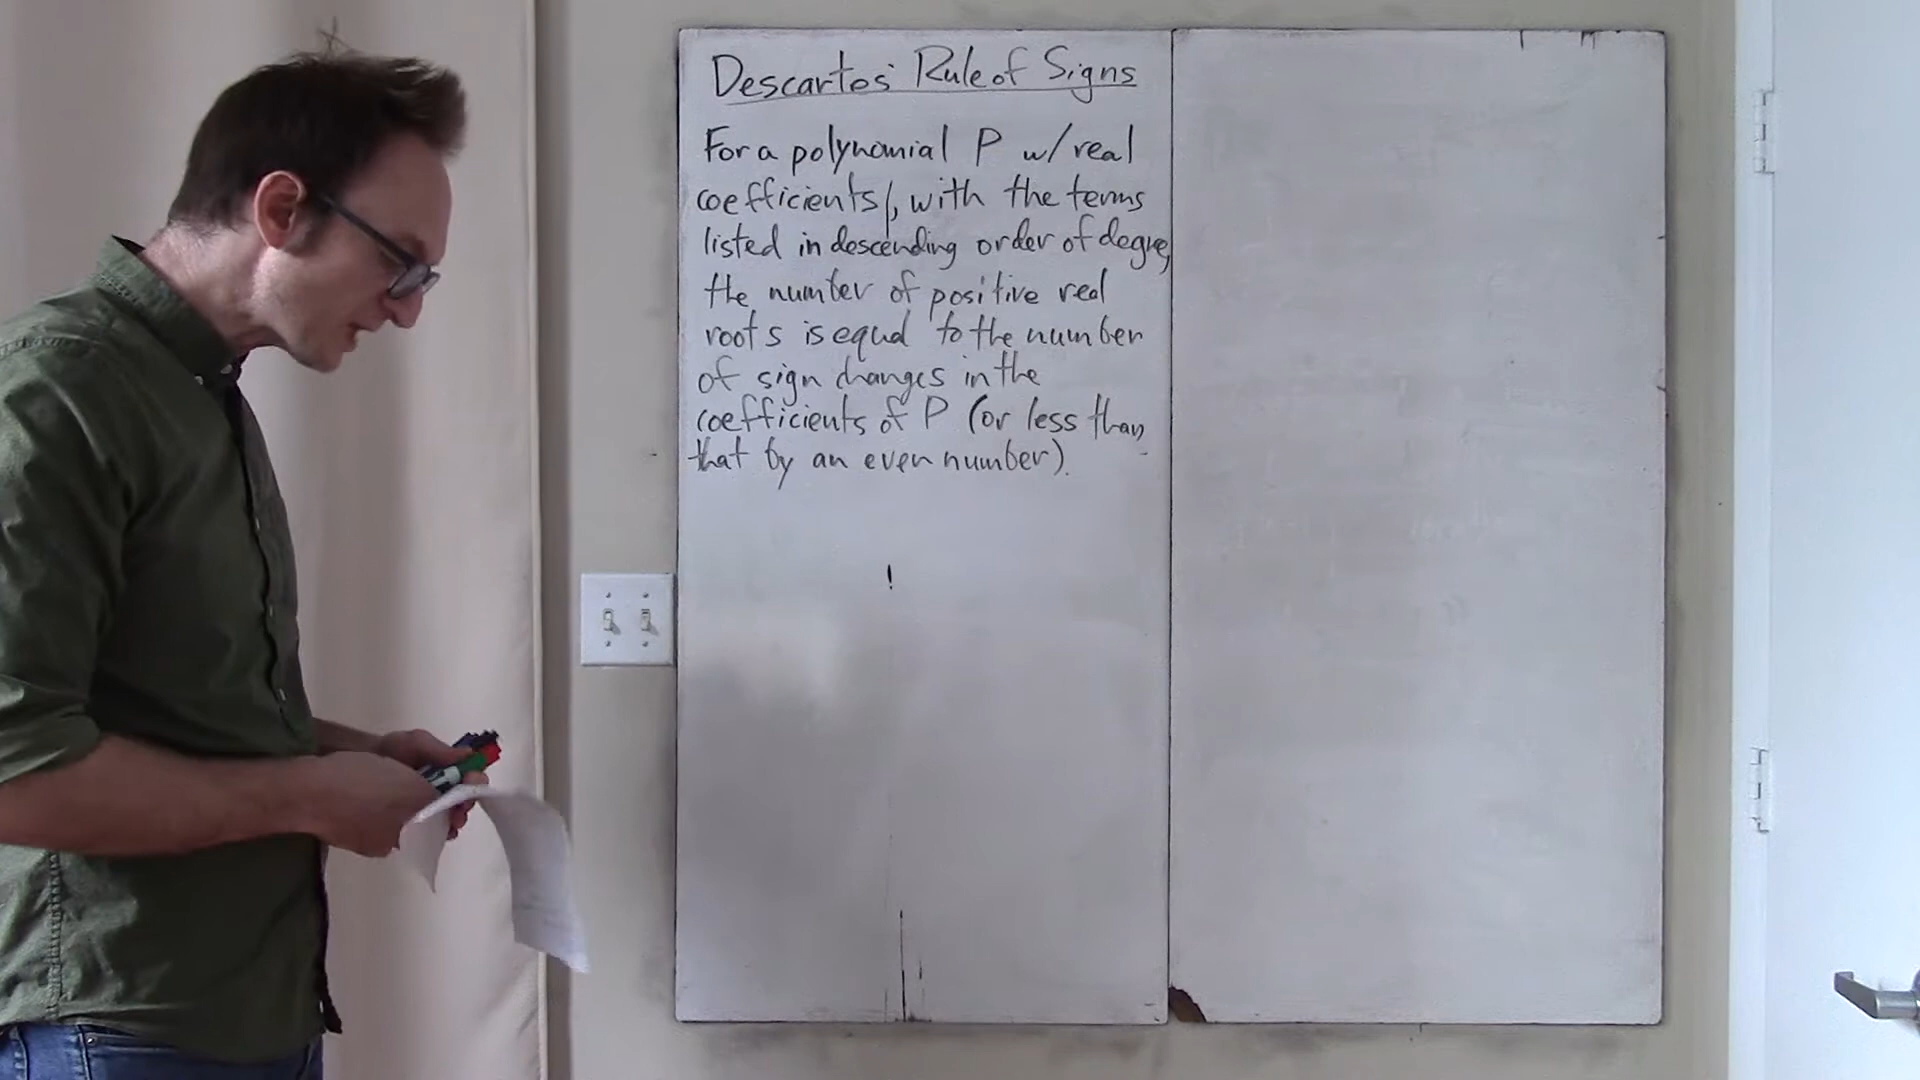 Descartes' Rule of Signs
For a polynomial P w/ real
coefficients, with the terms
listed in descending order of degree,
the number of positive real
roots is equal to the number
of sign changes in the
coefficients of P (or less than
that by an even number).